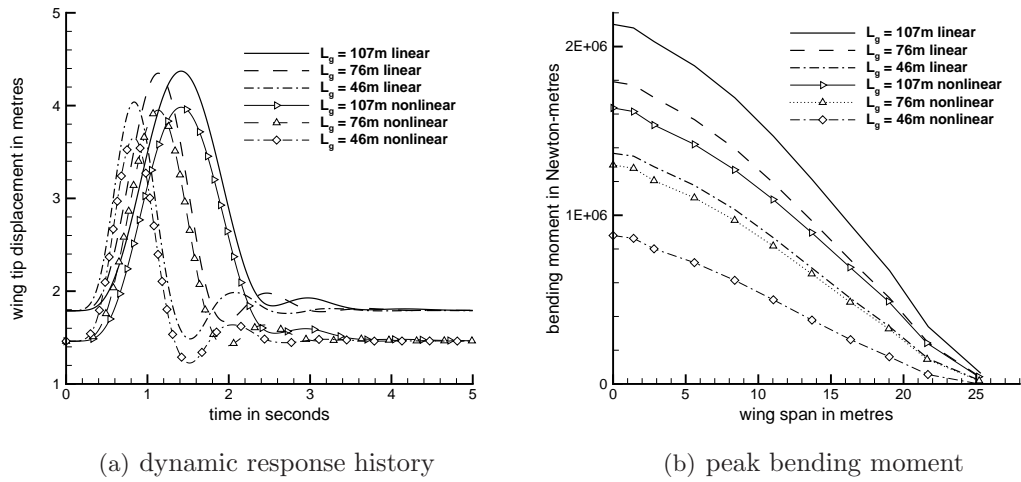 wing tip displacement in metres
5
4
3
2
1
0 1 2 3 4 5
time in seconds
L_g = 107m linear
L_g = 76m linear
L_g = 46m linear
L_g = 107m nonlinear
L_g = 76m nonlinear
L_g = 46m nonlinear
(a) dynamic response history
bending moment in Newton-metres
2E+06
1E+06
0
0 5 10 15 20 25
wing span in metres
L_g = 107m linear
L_g = 76m linear
L_g = 46m linear
L_g = 107m nonlinear
L_g = 76m nonlinear
L_g = 46m nonlinear
(b) peak bending moment